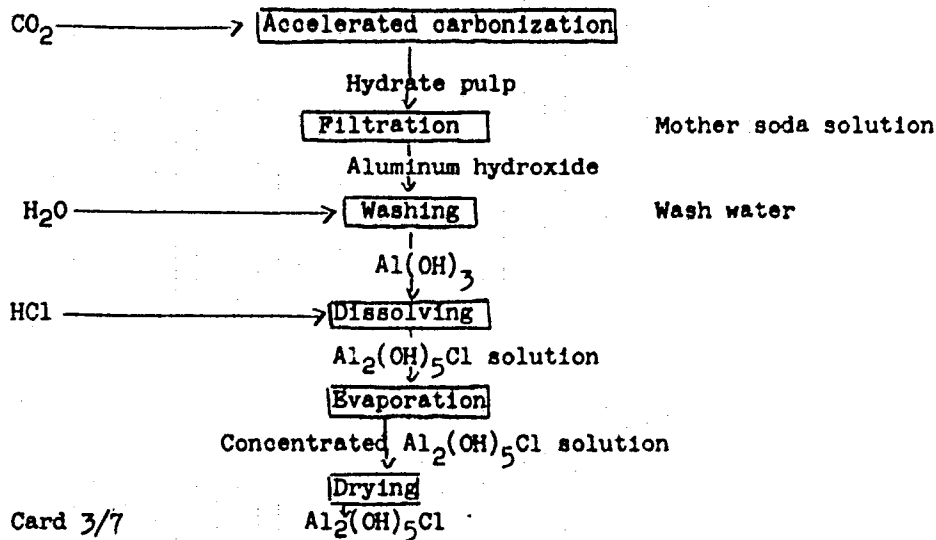 CO2 Accelerated carbonization
Hydrate pulp
Filtration Mother soda solution
Aluminum hydroxide
H2O Washing Wash water
Al(OH)3
HCl Dissolving
Al2(OH)5Cl solution
Evaporation
Concentrated Al2(OH)5Cl solution
Drying
Card 3/7 Al2(OH)5Cl